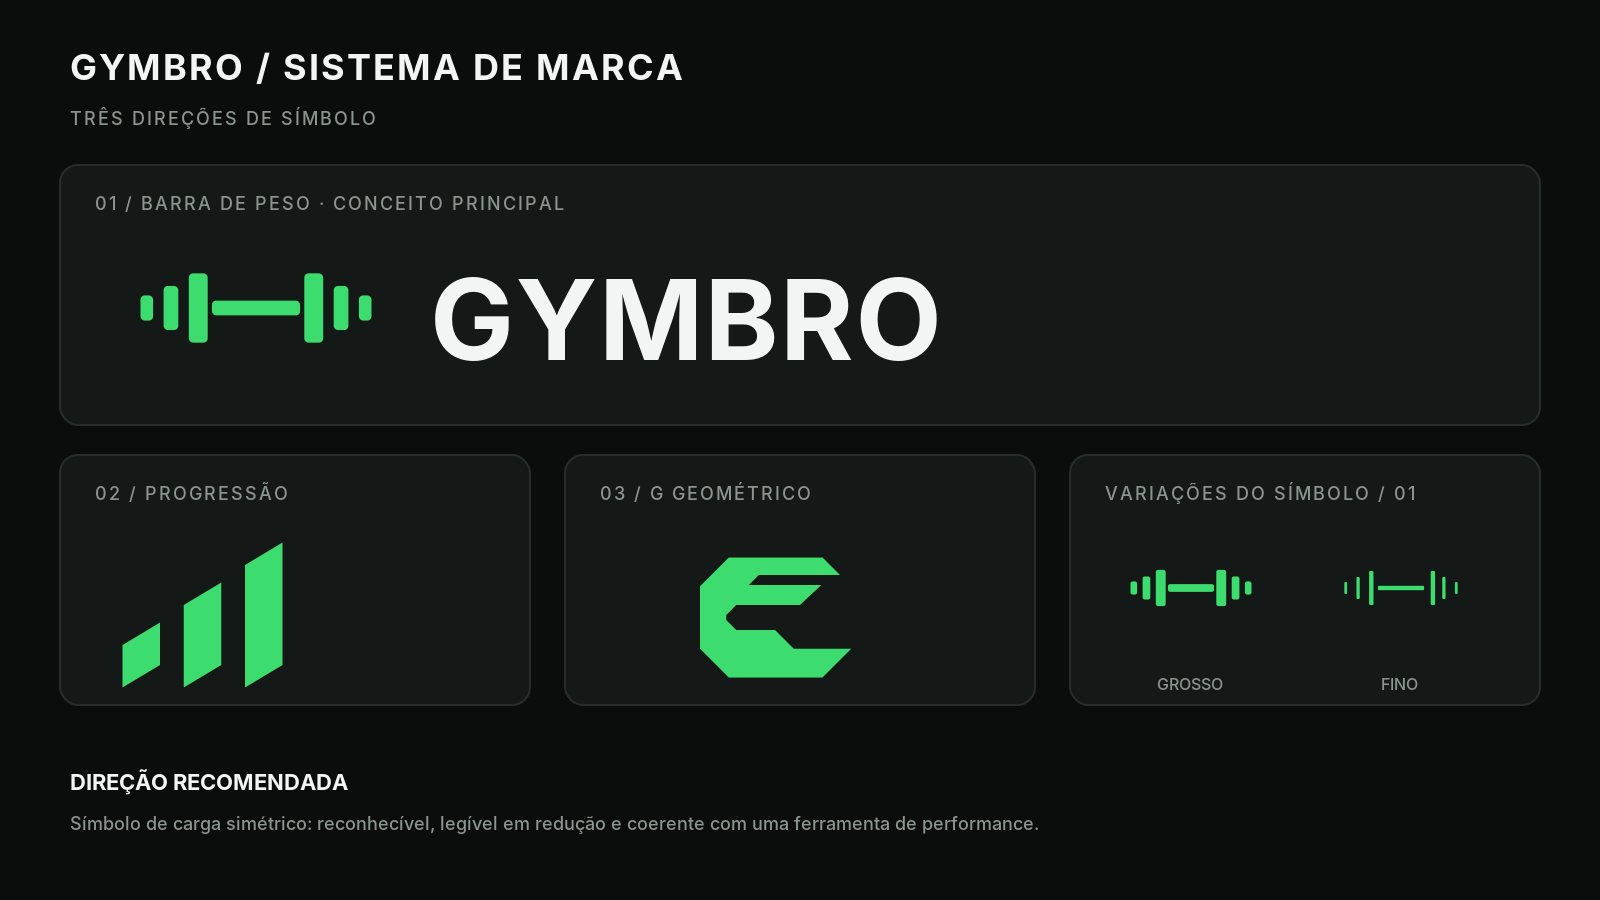 GYMBRO / SISTEMA DE MARCA
TRÊS DIREÇÕES DE SÍMBOLO
01 / BARRA DE PESO · CONCEITO PRINCIPAL
GYMBRO
02 / PROGRESSÃO
03 / G GEOMÉTRICO
VARIAÇÕES DO SÍMBOLO / 01
GROSSO
FINO
DIREÇÃO RECOMENDADA
Símbolo de carga simétrico: reconhecível, legível em redução e coerente com uma ferramenta de performance.